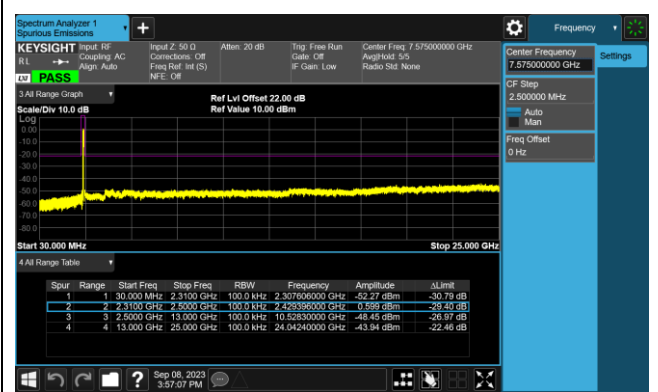 Spectrum Analyzer 1
Spurious Emissions
Frequency
KEYSIGHT Input: RF Input Z: 50 Ω Atten: 20 dB Trig: Free Run Center Freq: 7.575000000 GHz
RL Coupling: AC Corrections: Off Gate: Off Avg|Hold: 5/5
Align: Auto Freq Ref: Int (S) IF Gain: Low Radio Std: None
LXI PASS NFE: Off
Center Frequency
7.575000000 GHz
Settings
CF Step
2.500000 MHz
Auto
Man
Freq Offset
0 Hz
3 All Range Graph
Ref Lvl Offset 22.00 dB
Scale/Div 10.0 dB Ref Value 10.00 dBm
Log
0.00
-10.0
-20.0
-30.0
-40.0
-50.0
-60.0
-70.0
-80.0
Start 30.000 MHz Stop 25.000 GHz
4 All Range Table
Spur Range Start Freq Stop Freq RBW Frequency Amplitude ΔLimit
1 1 30.000 MHz 2.3100 GHz 100.0 kHz 2.307606000 GHz -52.27 dBm -30.79 dB
2 2 2.3100 GHz 2.5000 GHz 100.0 kHz 2.429396000 GHz 0.599 dBm -29.40 dB
3 3 2.5000 GHz 13.000 GHz 100.0 kHz 10.52830000 GHz -48.45 dBm -26.97 dB
4 4 13.000 GHz 25.000 GHz 100.0 kHz 24.04240000 GHz -43.94 dBm -22.46 dB
Sep 08, 2023
3:57:07 PM